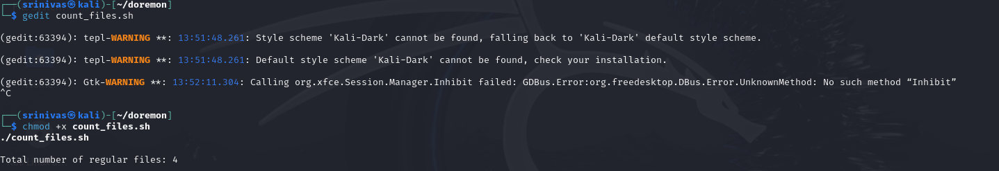 ┌──(srinivas㉿kali)-[~/doremon]
└─$ gedit count_files.sh
(gedit:63394): tepl-WARNING **: 13:51:48.261: Style scheme 'Kali-Dark' cannot be found, falling back to 'Kali-Dark' default style scheme.
(gedit:63394): tepl-WARNING **: 13:51:48.261: Default style scheme 'Kali-Dark' cannot be found, check your installation.
(gedit:63394): Gtk-WARNING **: 13:52:11.304: Calling org.xfce.Session.Manager.Inhibit failed: GDBus.Error:org.freedesktop.DBus.Error.UnknownMethod: No such method “Inhibit”
^C
┌──(srinivas㉿kali)-[~/doremon]
└─$ chmod +x count_files.sh
./count_files.sh
Total number of regular files: 4